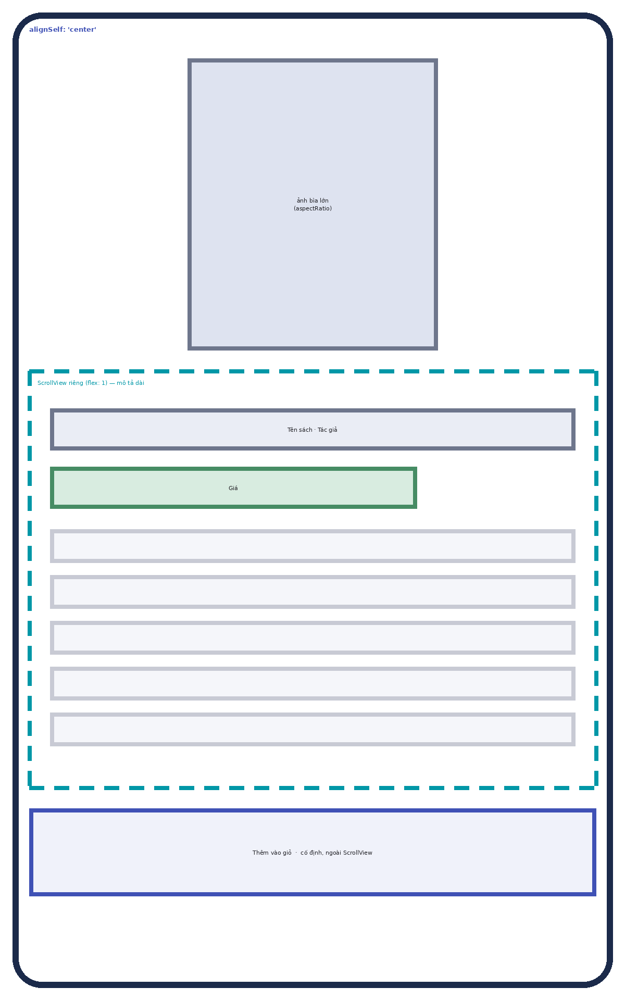 alignSelf: 'center'
ảnh bìa lớn
(aspectRatio)
ScrollView riêng (flex: 1) — mô tả dài
Tên sách · Tác giả
Giá
Thêm vào giỏ  ·  cố định, ngoài ScrollView